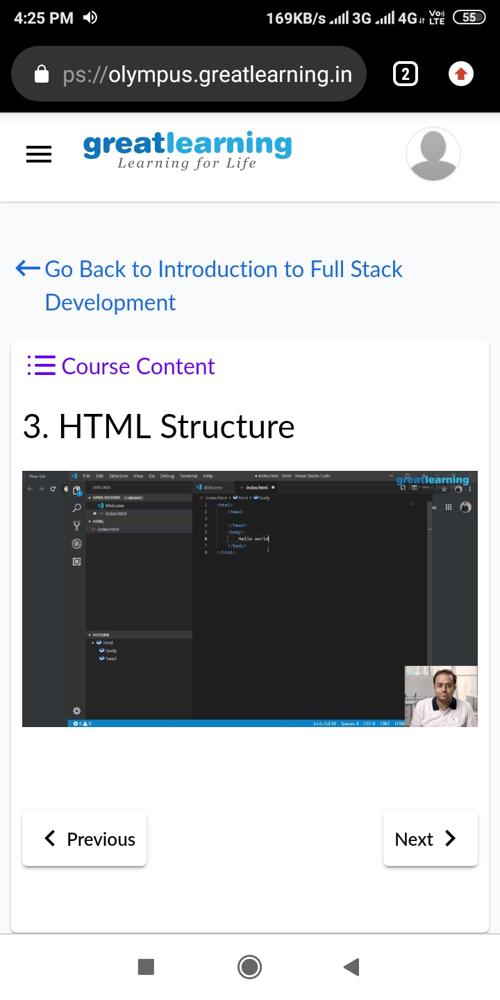 4:25 PM 169KB/s 3G 4G Vo) LTE 55
ps://olympus.greatlearning.in 2
greatlearning
Learning for Life
Go Back to Introduction to Full Stack
Development
Course Content
3. HTML Structure
New Tab File Edit Selection View Go Debug Terminal Help ● index.html - html - Visual Studio Code
greatlearning
EXPLORER Welcome <> index.html ●
OPEN EDITORS 1 UNSAVED <> index.html › html › body
Welcome
● <> index.html
HTML
<> index.html
1 <html>
2 <head>
3
4 </head>
5 <body>
6 Hello world
7 </body>
8 </html>
OUTLINE
html
body
head
0 0 Ln 6, Col 20 Spaces: 4 UTF-8 CRLF HTML
Previous Next